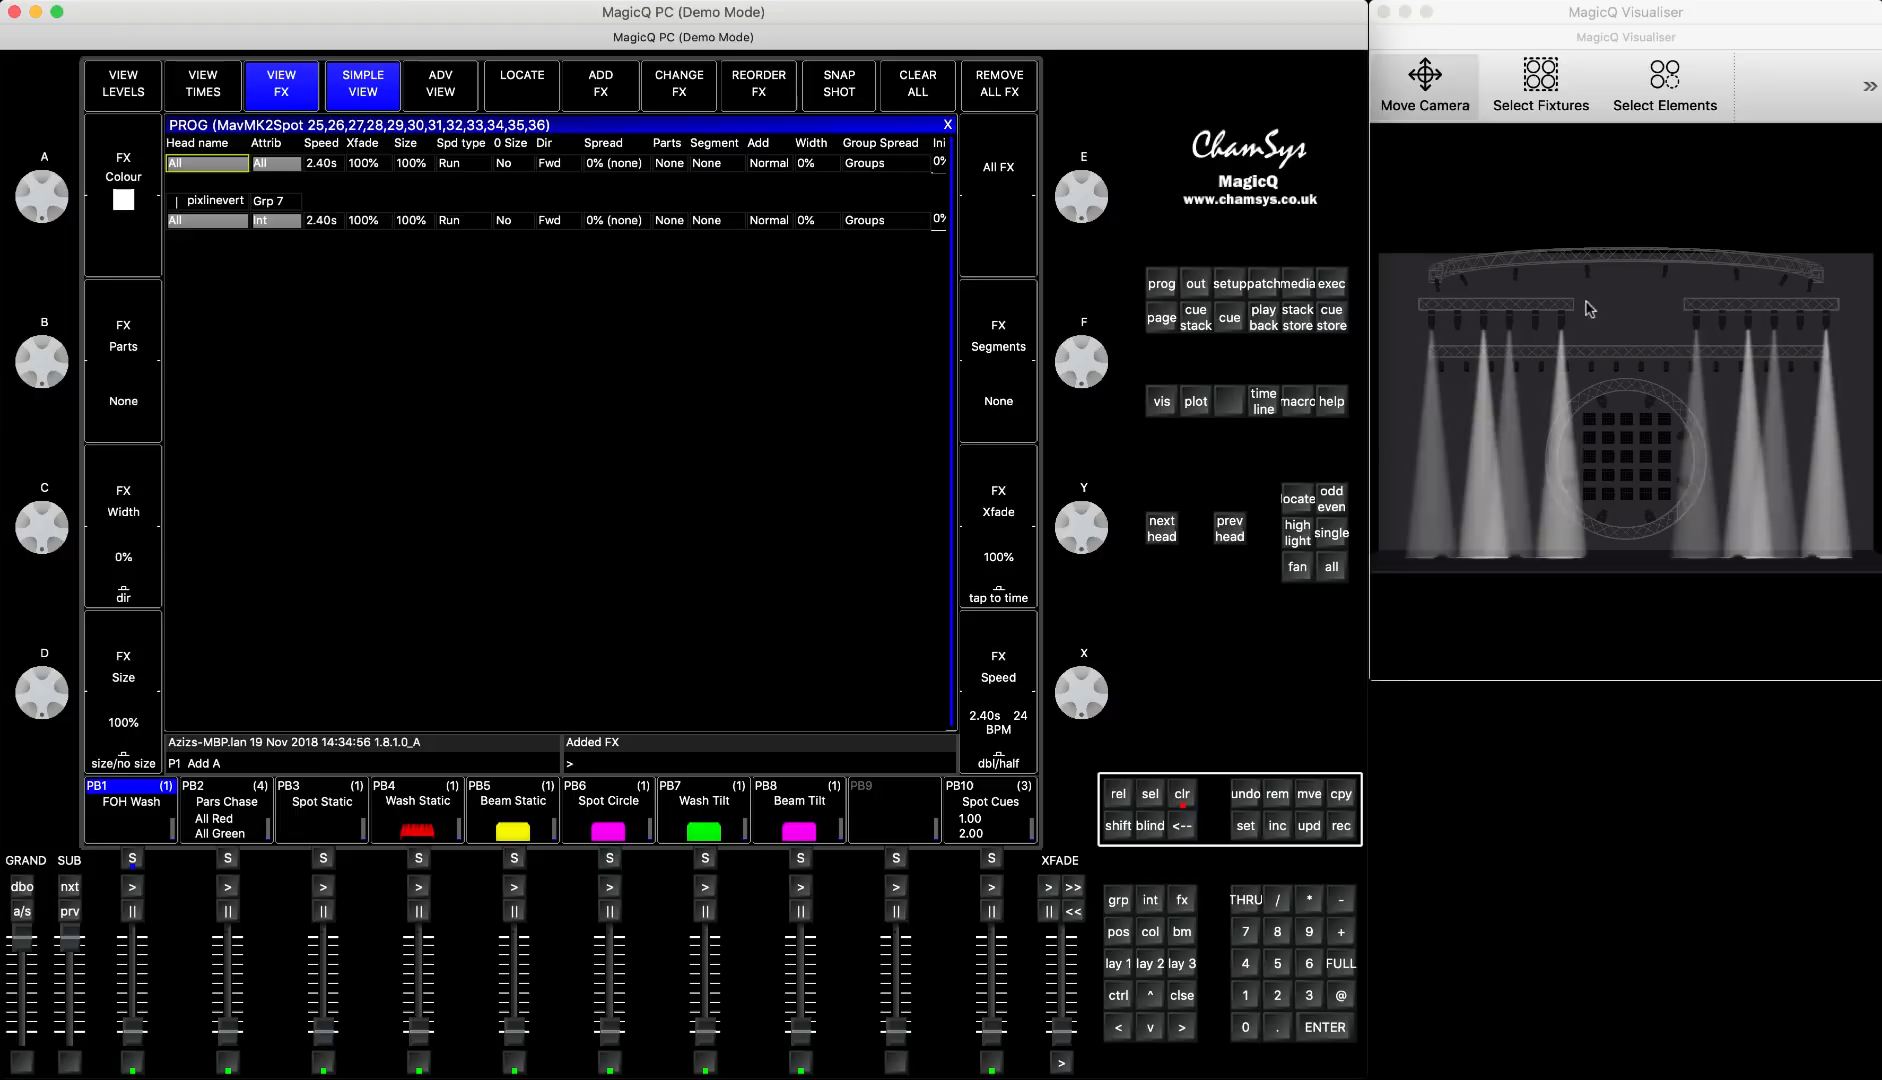 MagicQ PC (Demo Mode)
MagicQ PC (Demo Mode)
MagicQ Visualiser
MagicQ Visualiser
VIEW LEVELS
VIEW TIMES
VIEW FX
SIMPLE VIEW
ADV VIEW
LOCATE
ADD FX
CHANGE FX
REORDER FX
SNAP SHOT
CLEAR ALL
REMOVE ALL FX
Move Camera
Select Fixtures
Select Elements
»
PROG (MavMK2Spot 25,26,27,28,29,30,31,32,33,34,35,36) X
Head name Attrib Speed Xfade Size Spd type 0 Size Dir Spread Parts Segment Add Width Group Spread Ini
All All 2.40s 100% 100% Run No Fwd 0% (none) None None Normal 0% Groups 0%
| pixlinevert Grp 7
All Int 2.40s 100% 100% Run No Fwd 0% (none) None None Normal 0% Groups 0%
A
FX
Colour
B
FX
Parts
None
C
FX
Width
0%
dir
D
FX
Size
100%
size/no size
All FX
E
FX
Segments
None
F
FX
Xfade
100%
tap to time
Y
FX
Speed
2.40s 24
BPM
dbl/half
X
ChamSys
MagicQ
www.chamsys.co.uk
prog out setup patch media exec
page cue stack cue play back stack store cue store
vis plot time line macro help
next head prev head
locate odd even
high light single
fan all
Azizs-MBP.lan 19 Nov 2018 14:34:56 1.8.1.0_A Added FX
P1 Add A >
PB1 (1) PB2 (4) PB3 (1) PB4 (1) PB5 (1) PB6 (1) PB7 (1) PB8 (1) PB9 PB10 (3)
FOH Wash Pars Chase Spot Static Wash Static Beam Static Spot Circle Wash Tilt Beam Tilt Spot Cues
All Red 1.00
All Green 2.00
rel sel clr undo rem mve cpy
shift blind <-- set inc upd rec
GRAND SUB S S S S S S S S S S XFADE
dbo nxt > > > > > > > > > > > >>
a/s prv || || || || || || || || || || || <<
grp int fx THRU / * -
pos col bm 7 8 9 +
lay 1 lay 2 lay 3 4 5 6 FULL
ctrl ^ clse 1 2 3 @
< v > 0 . ENTER
>